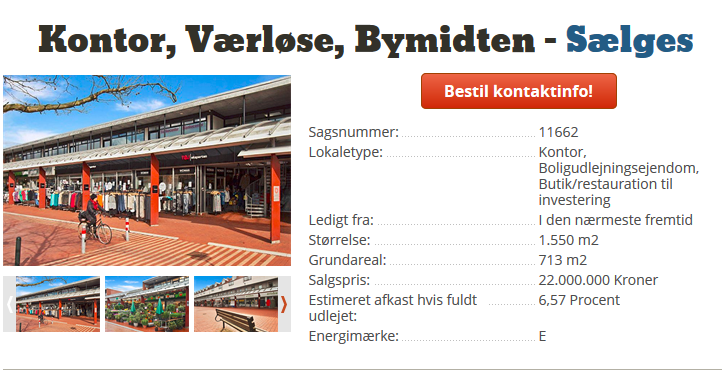 Kontor, Værløse, Bymidten - Sælges
Bestil kontaktinfo!
Sagsnummer: 11662
Lokaletype: Kontor,
Boligudlejningsejendom,
Butik/restauration til
investering
Ledigt fra: I den nærmeste fremtid
Størrelse: 1.550 m2
Grundareal: 713 m2
Salgspris: 22.000.000 Kroner
Estimeret afkast hvis fuldt 6,57 Procent
udlejet:
Energimærke: E